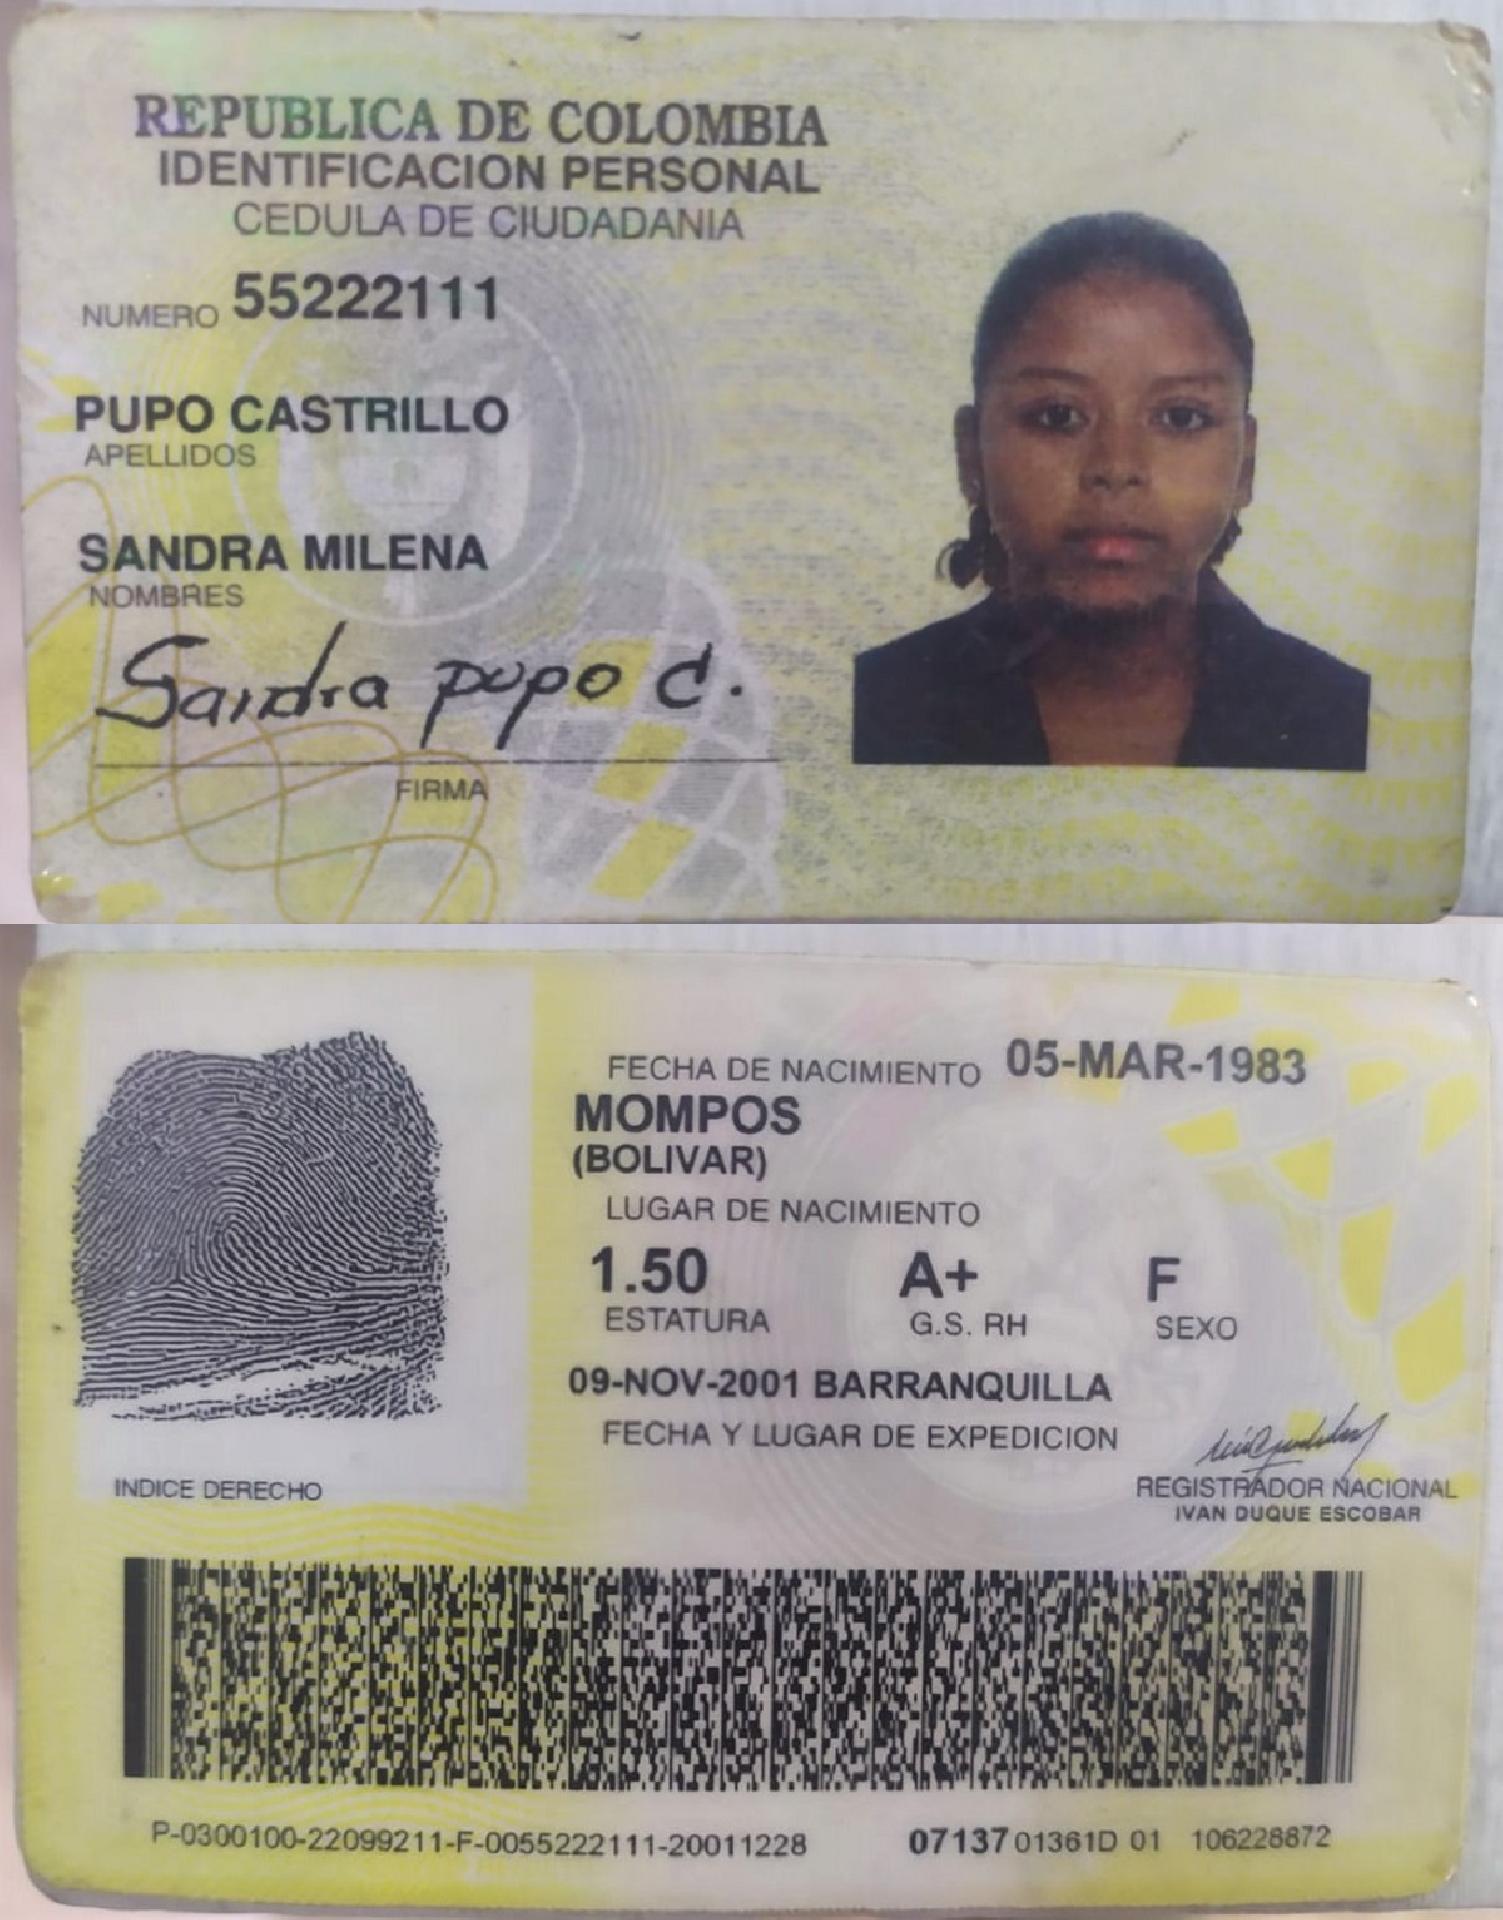 REPUBLICA DE COLOMBIA
IDENTIFICACION PERSONAL
CEDULA DE CIUDADANIA
NUMERO 55222111
PUPO CASTRILLO
APELLIDOS
SANDRA MILENA
NOMBRES
Sandra pupo C.
FIRMA
FECHA DE NACIMIENTO 05-MAR-1983
MOMPOS
(BOLIVAR)
LUGAR DE NACIMIENTO
1.50 A+ F
ESTATURA G.S. RH SEXO
09-NOV-2001 BARRANQUILLA
FECHA Y LUGAR DE EXPEDICION
INDICE DERECHO
REGISTRADOR NACIONAL
IVAN DUQUE ESCOBAR
P-0300100-22099211-F-0055222111-20011228 07137 01361D 01 106228872